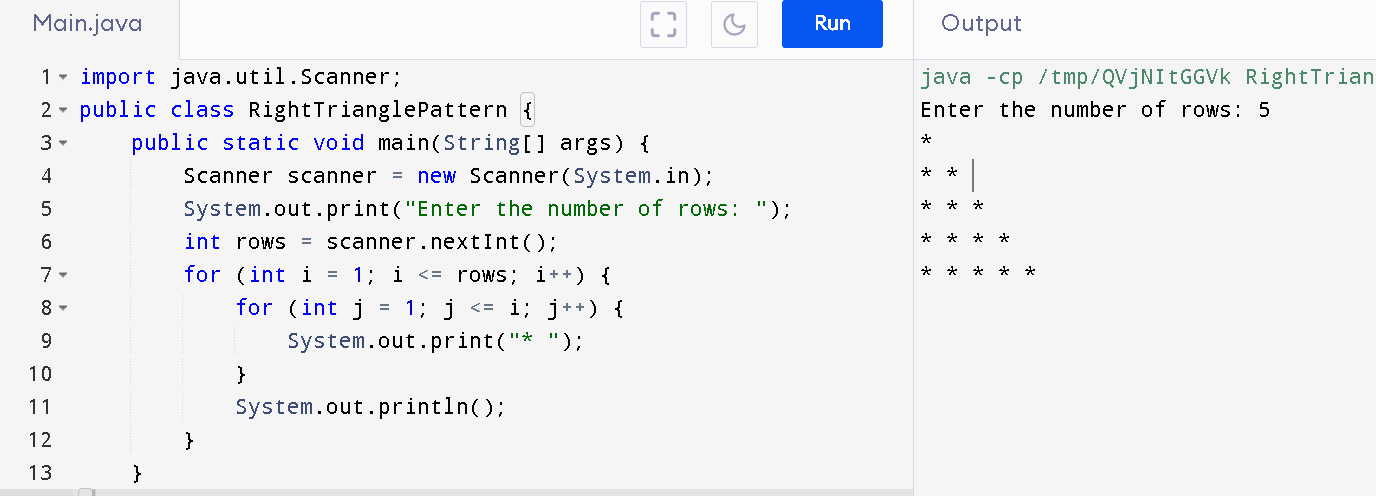 Main.java
Run
Output
1 import java.util.Scanner;
2 public class RightTrianglePattern {
3     public static void main(String[] args) {
4         Scanner scanner = new Scanner(System.in);
5         System.out.print("Enter the number of rows: ");
6         int rows = scanner.nextInt();
7         for (int i = 1; i <= rows; i++) {
8             for (int j = 1; j <= i; j++) {
9                 System.out.print("* ");
10             }
11             System.out.println();
12         }
13     }
java -cp /tmp/QVjNItGGVk RightTrian
Enter the number of rows: 5
*
* *
* * *
* * * *
* * * * *